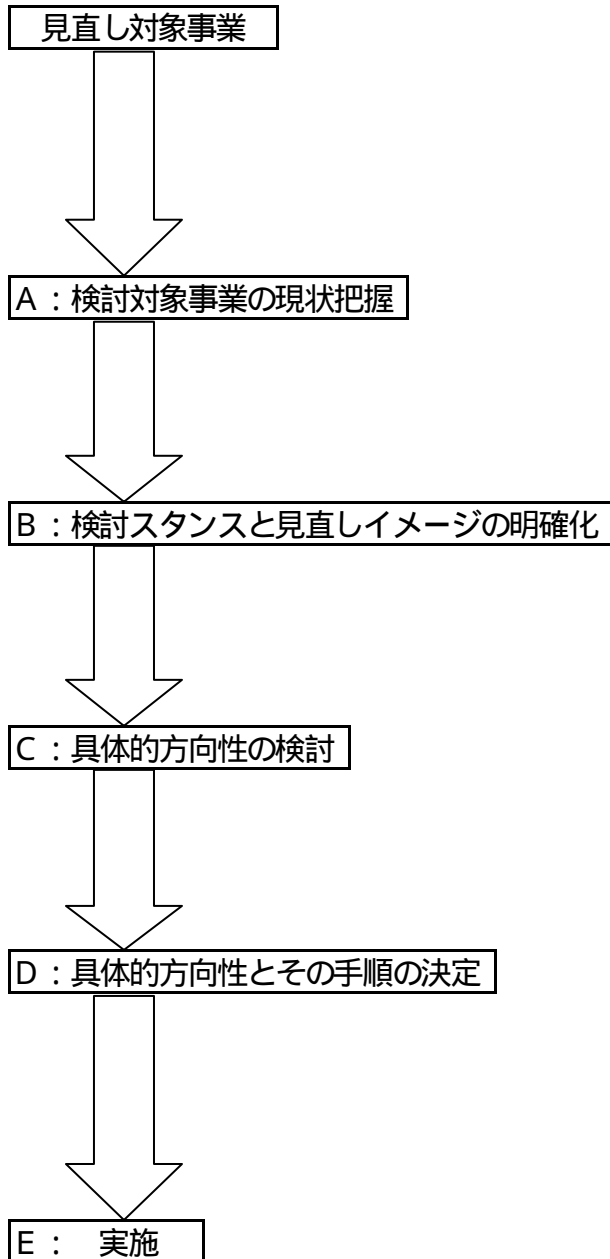 見直し対象事業
A：検討対象事業の現状把握
B：検討スタンスと見直しイメージの明確化
C：具体的方向性の検討
D：具体的方向性とその手順の決定
E：　実施